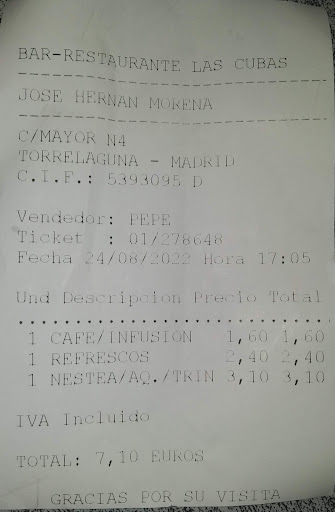 BAR-RESTAURANTE LAS CUBAS
JOSE HERNAN MORENA
C/MAYOR N4
TORRELAGUNA - MADRID
C.I.F.: 5393095 D
Vendedor: PEPE
Ticket : 01/278648
Fecha 24/08/2022 Hora 17:05
Und Descripcion Precio Total
1 CAFE/INFUSION 1,60 1,60
1 REFRESCOS 2,40 2,40
1 NESTEA/AQ./TRIN 3,10 3,10
IVA Incluido
TOTAL: 7,10 EUROS
GRACIAS POR SU VISITA